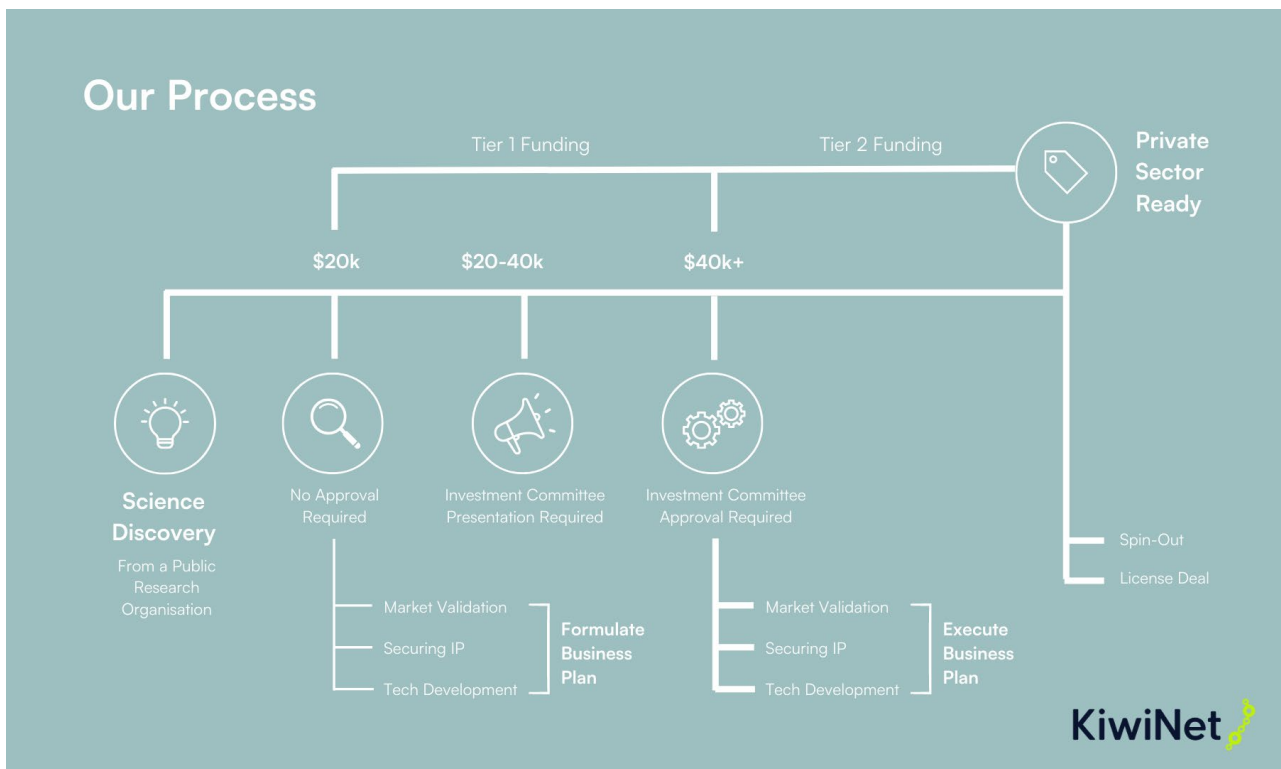 Our Process
Tier 1 Funding
Tier 2 Funding
Private
Sector
Ready
$20k
$20-40k
$40k+
Science
Discovery
From a Public
Research
Organisation
No Approval
Required
Investment Committee
Presentation Required
Investment Committee
Approval Required
Market Validation
Securing IP
Tech Development
Formulate
Business
Plan
Market Validation
Securing IP
Tech Development
Execute
Business
Plan
Spin-Out
License Deal
KiwiNet